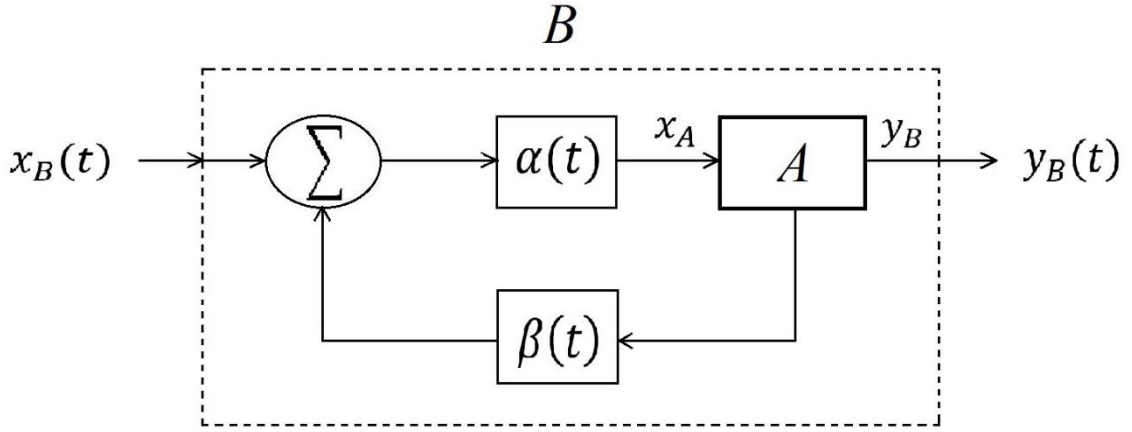 B
x_B(t)
∑
α(t)
x_A
A
y_B
y_B(t)
β(t)